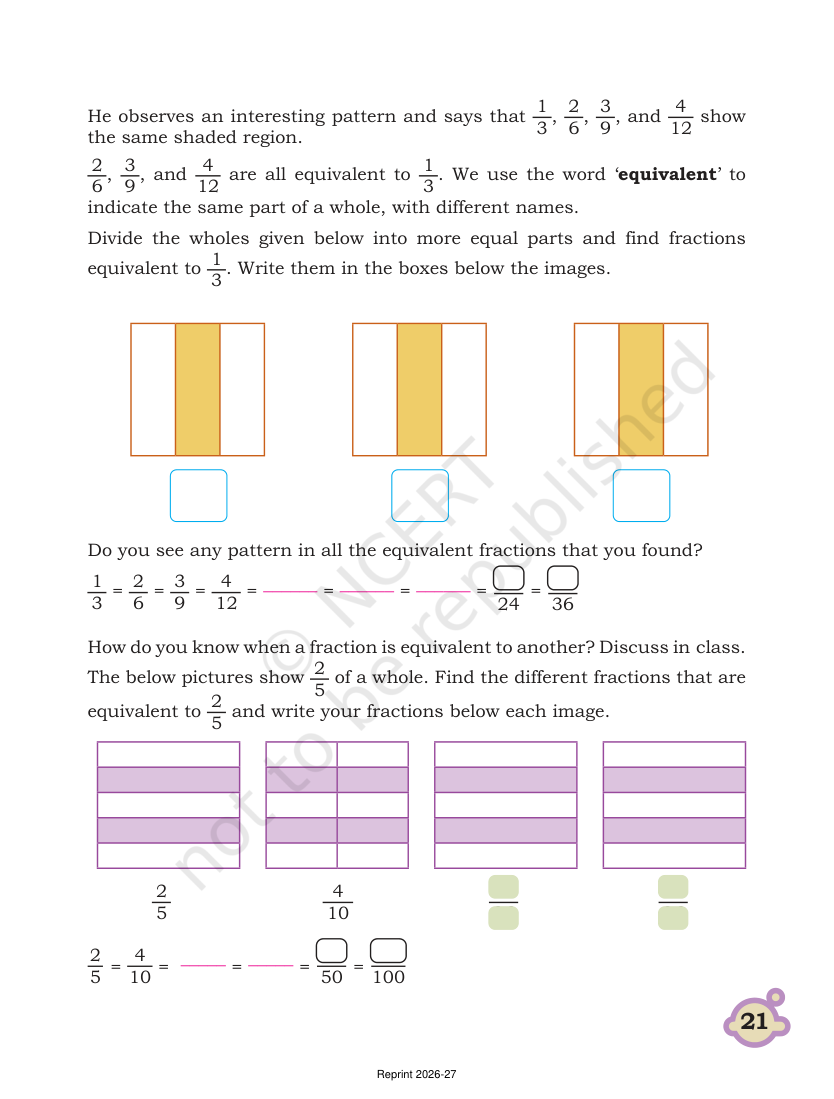 He observes an interesting pattern and says that 1/3, 2/6, 3/9, and 4/12 show
the same shaded region.
2/6, 3/9, and 4/12 are all equivalent to 1/3. We use the word ‘equivalent’ to
indicate the same part of a whole, with different names.
Divide the wholes given below into more equal parts and find fractions
equivalent to 1/3. Write them in the boxes below the images.
Do you see any pattern in all the equivalent fractions that you found?
1/3 = 2/6 = 3/9 = 4/12 = ____ = ____ = ____ = □/24 = □/36
How do you know when a fraction is equivalent to another? Discuss in class.
The below pictures show 2/5 of a whole. Find the different fractions that are
equivalent to 2/5 and write your fractions below each image.
2/5 4/10
2/5 = 4/10 = ____ = ____ = □/50 = □/100
21
Reprint 2026-27
© NCERT
not to be republished